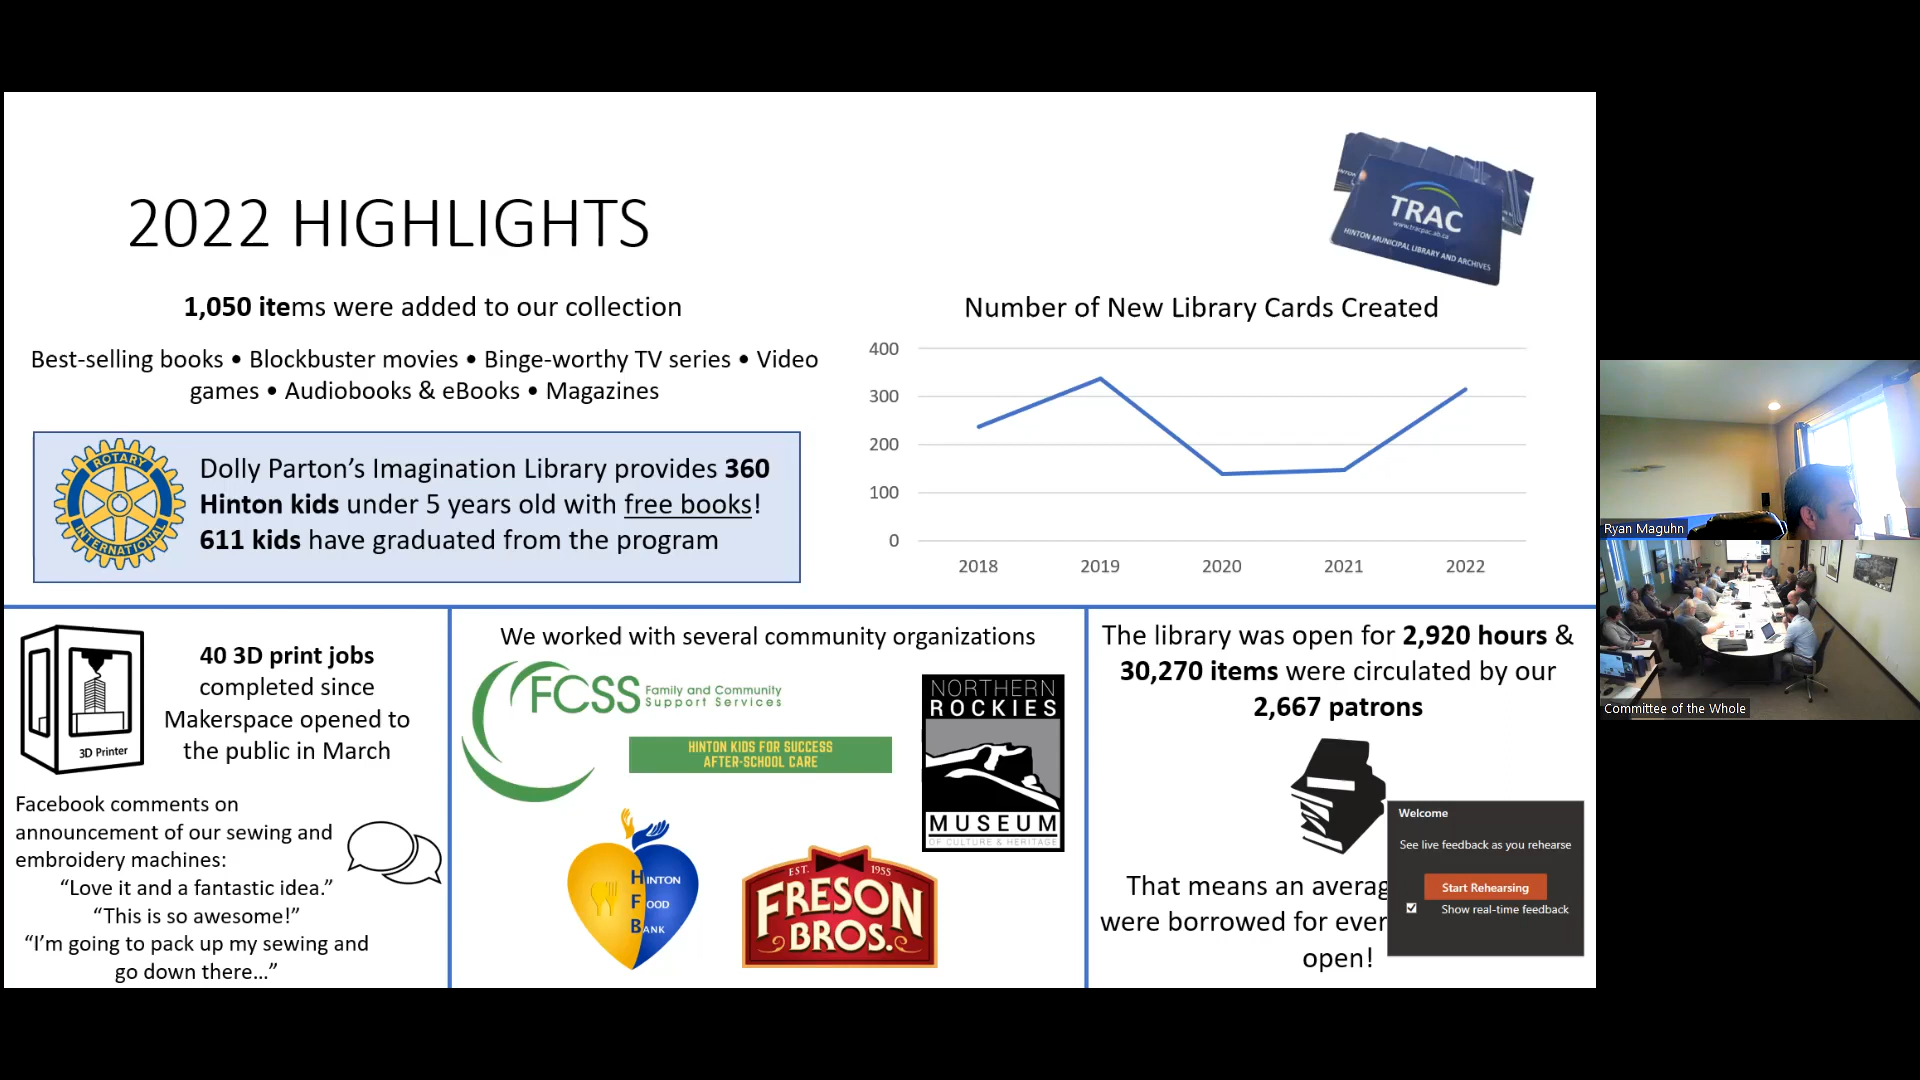 2022 HIGHLIGHTS
TRAC
www.tracpac.ab.ca
HINTON MUNICIPAL LIBRARY AND ARCHIVES
1,050 items were added to our collection
Best-selling books • Blockbuster movies • Binge-worthy TV series • Video
games • Audiobooks & eBooks • Magazines
ROTARY
INTERNATIONAL
Dolly Parton’s Imagination Library provides 360
Hinton kids under 5 years old with free books!
611 kids have graduated from the program
Number of New Library Cards Created
400
300
200
100
0
2018 2019 2020 2021 2022
3D Printer
40 3D print jobs
completed since
Makerspace opened to
the public in March
Facebook comments on
announcement of our sewing and
embroidery machines:
“Love it and a fantastic idea.”
“This is so awesome!”
“I’m going to pack up my sewing and
go down there…”
We worked with several community organizations
FCSS Family and Community
Support Services
HINTON KIDS FOR SUCCESS
AFTER-SCHOOL CARE
NORTHERN
ROCKIES
MUSEUM
OF CULTURE & HERITAGE
HINTON
FOOD
BANK
EST. 1955
FRESON
BROS.
The library was open for 2,920 hours &
30,270 items were circulated by our
2,667 patrons
That means an averag
were borrowed for ever
open!
Welcome
See live feedback as you rehearse
Start Rehearsing
Show real-time feedback
Ryan Maguhn
Committee of the Whole